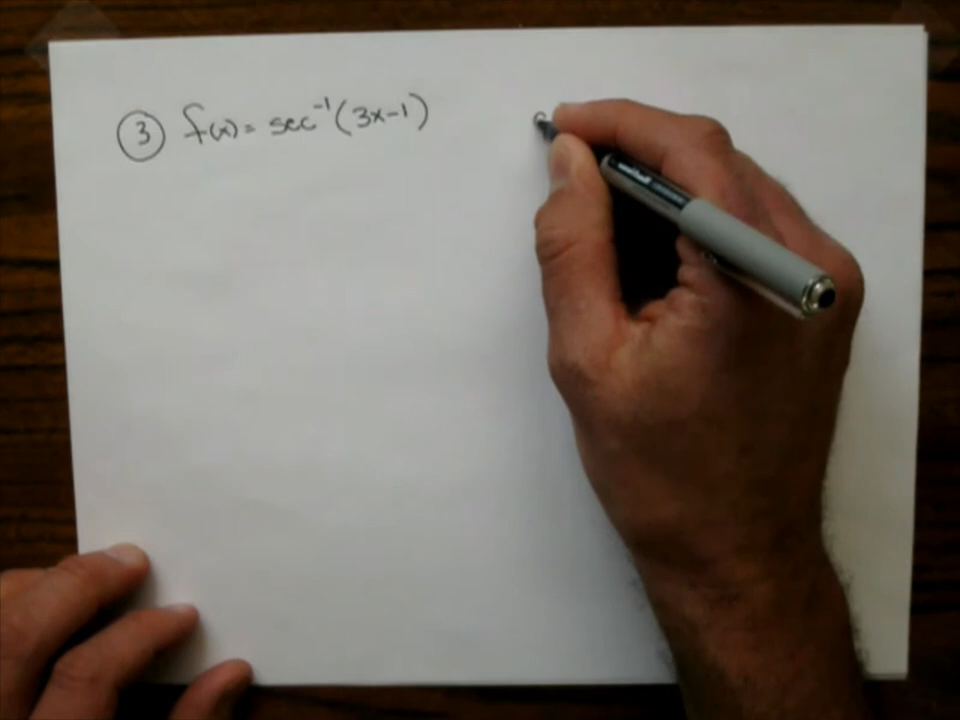 ③ f(x) = sec⁻¹(3x-1)